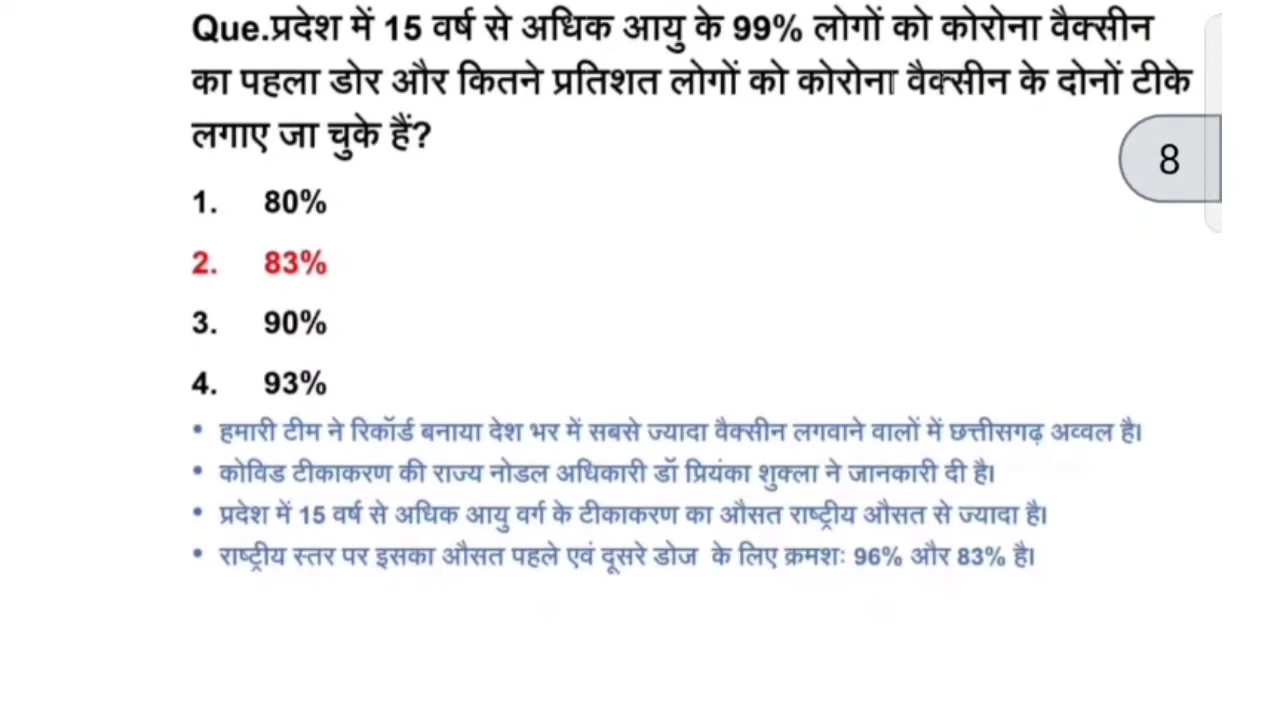 Que.प्रदेश में 15 वर्ष से अधिक आयु के 99% लोगों को कोरोना वैक्सीन
का पहला डोर और कितने प्रतिशत लोगों को कोरोना वैक्सीन के दोनों टीके
लगाए जा चुके हैं?
8
1. 80%
2. 83%
3. 90%
4. 93%
• हमारी टीम ने रिकॉर्ड बनाया देश भर में सबसे ज्यादा वैक्सीन लगवाने वालों में छत्तीसगढ़ अव्वल है।
• कोविड टीकाकरण की राज्य नोडल अधिकारी डॉ प्रियंका शुक्ला ने जानकारी दी है।
• प्रदेश में 15 वर्ष से अधिक आयु वर्ग के टीकाकरण का औसत राष्ट्रीय औसत से ज्यादा है।
• राष्ट्रीय स्तर पर इसका औसत पहले एवं दूसरे डोज के लिए क्रमशः 96% और 83% है।